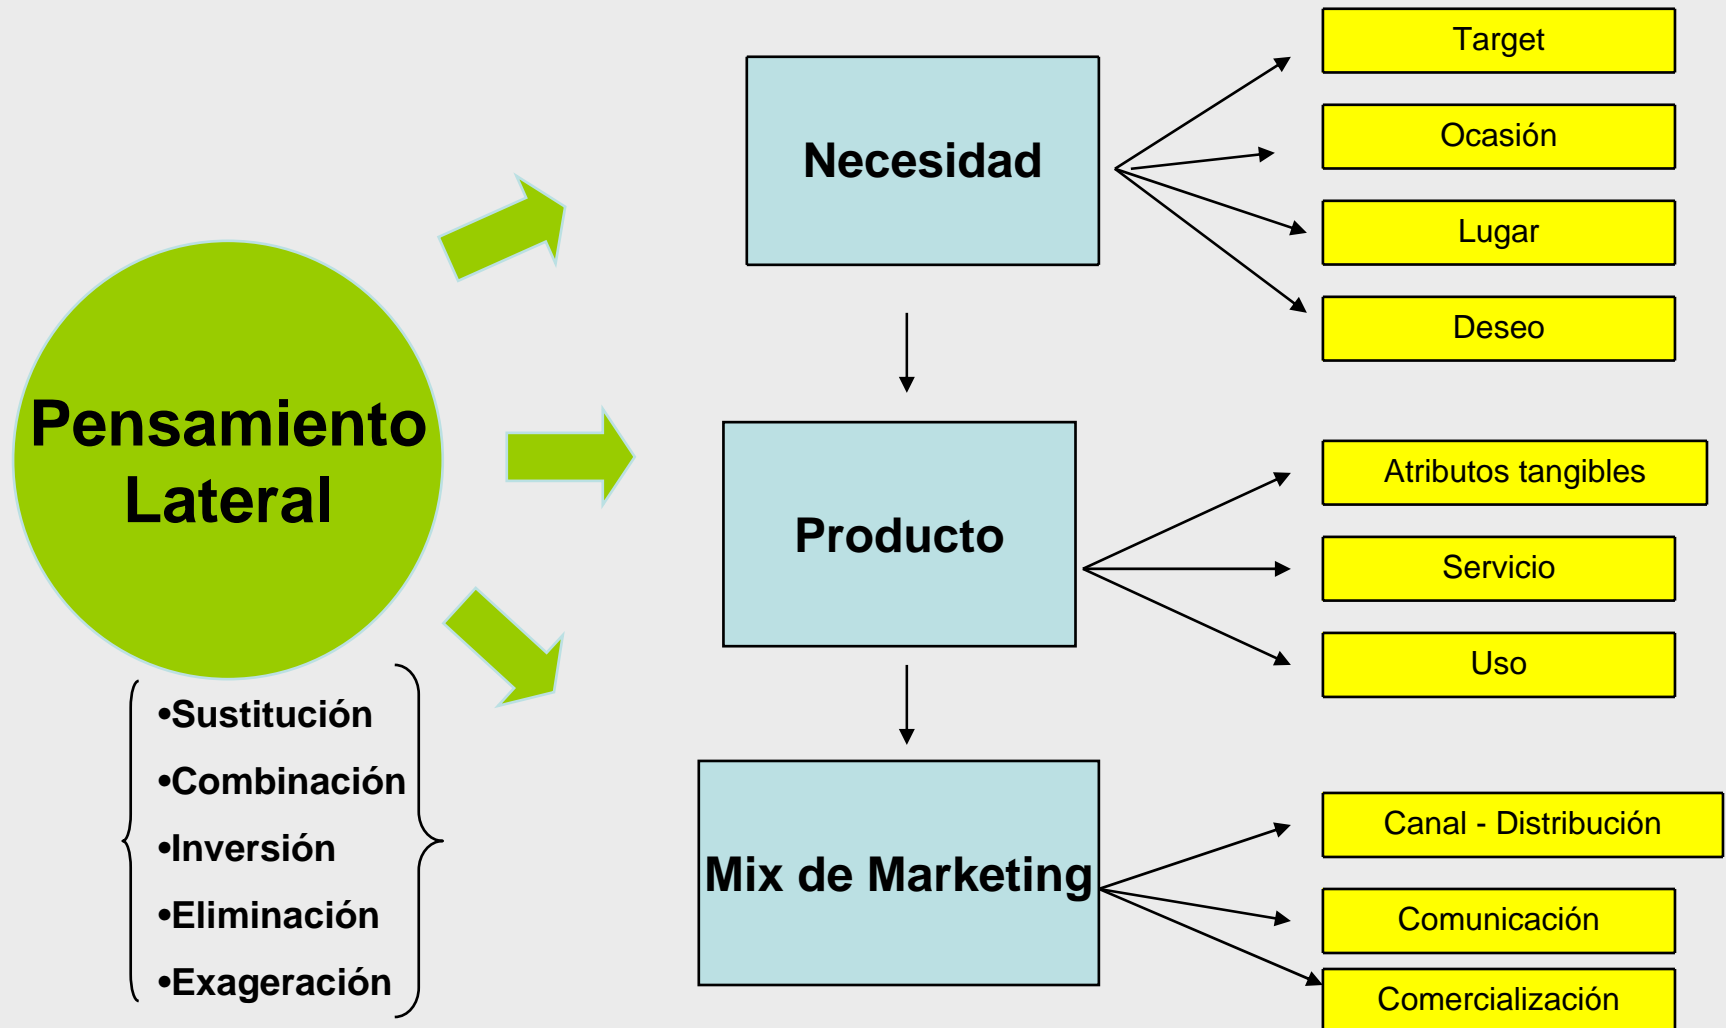 Pensamiento
Lateral
•Sustitución
•Combinación
•Inversión
•Eliminación
•Exageración
Necesidad
Target
Ocasión
Lugar
Deseo
Producto
Atributos tangibles
Servicio
Uso
Mix de Marketing
Canal - Distribución
Comunicación
Comercialización